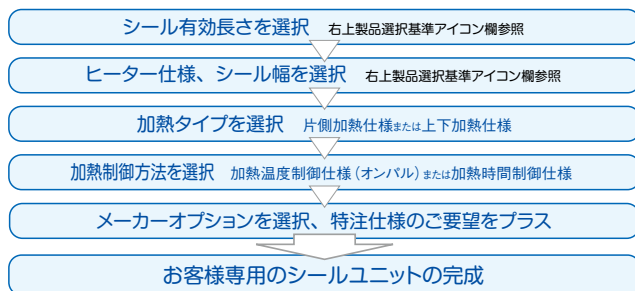 シール有効長さを選択 右上製品選択基準アイコン欄参照
ヒーター仕様、シール幅を選択 右上製品選択基準アイコン欄参照
加熱タイプを選択 片側加熱仕様または上下加熱仕様
加熱制御方法を選択 加熱温度制御仕様(オンパル)または加熱時間制御仕様
メーカーオプションを選択、特注仕様のご要望をプラス
お客様専用のシールユニットの完成